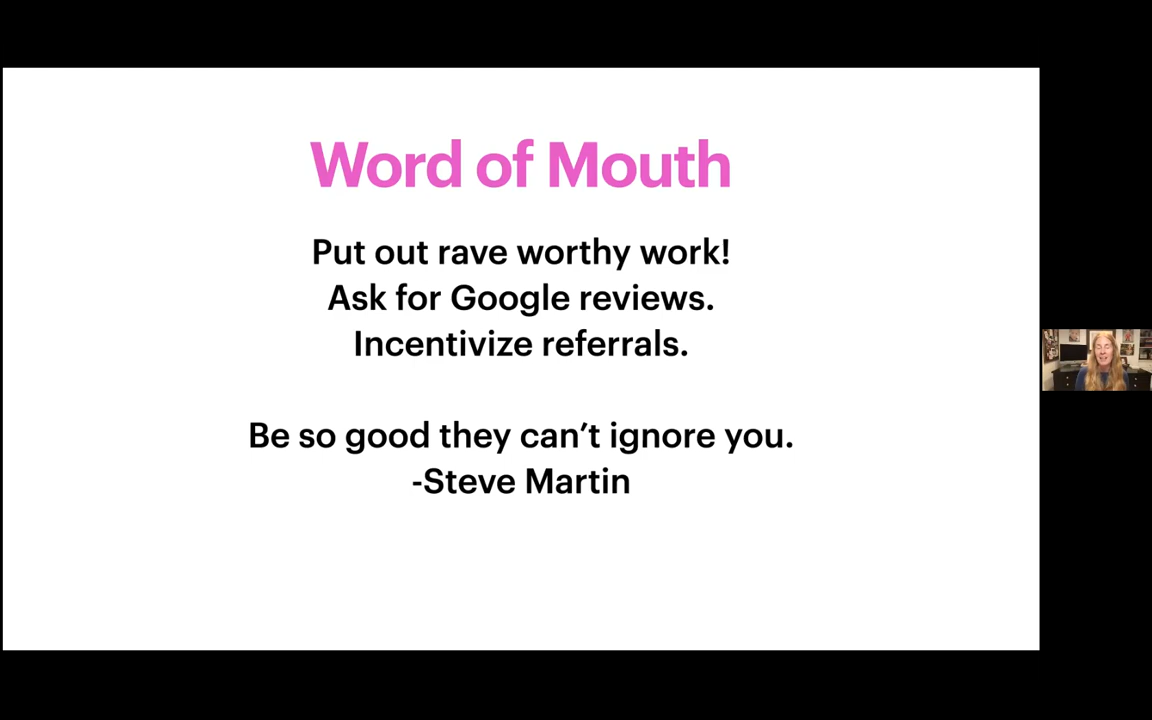 Word of Mouth
Put out rave worthy work!
Ask for Google reviews.
Incentivize referrals.
Be so good they can’t ignore you.
-Steve Martin